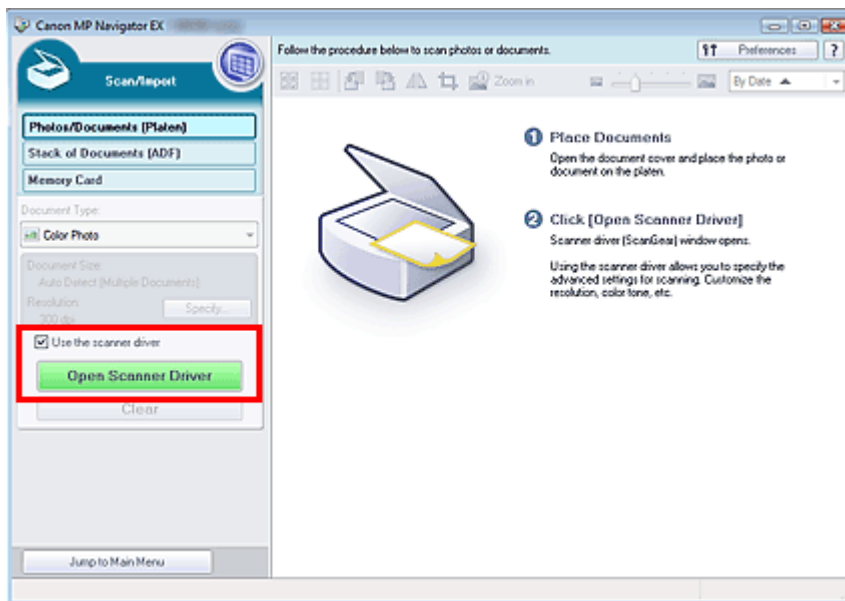 Canon MP Navigator EX
Scan/Import
Photos/Documents (Platen)
Stack of Documents (ADF)
Memory Card
Document Type:
Color Photo
Document Size:
Auto Detect (Multiple Documents)
Resolution:
300 dpi
Specify...
Use the scanner driver
Open Scanner Driver
Clear
Jump to Main Menu
Follow the procedure below to scan photos or documents.
Preferences
?
Zoom in
By Date
1 Place Documents
Open the document cover and place the photo or
document on the platen.
2 Click [Open Scanner Driver]
Scanner driver (ScanGear) window opens.
Using the scanner driver allows you to specify the
advanced settings for scanning. Customize the
resolution, color tone, etc.